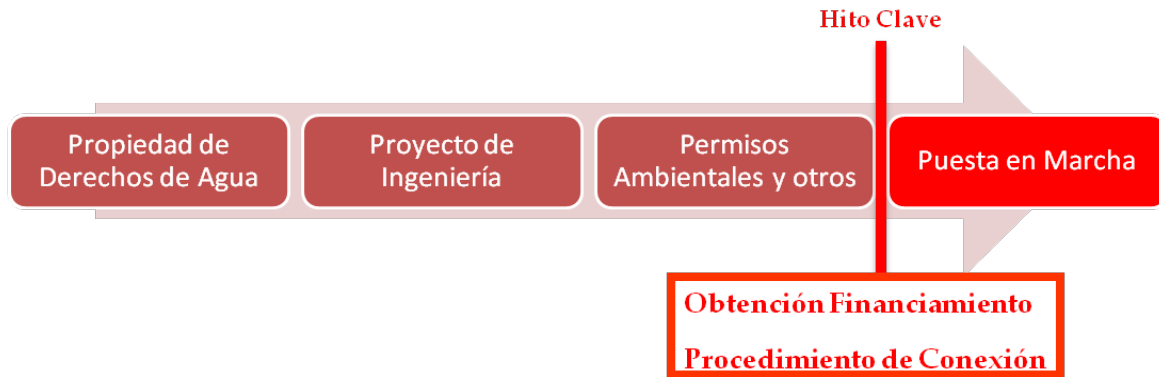 Hito Clave
Propiedad de
Derechos de Agua
Proyecto de
Ingeniería
Permisos
Ambientales y otros
Puesta en Marcha
Obtención Financiamiento
Procedimiento de Conexión